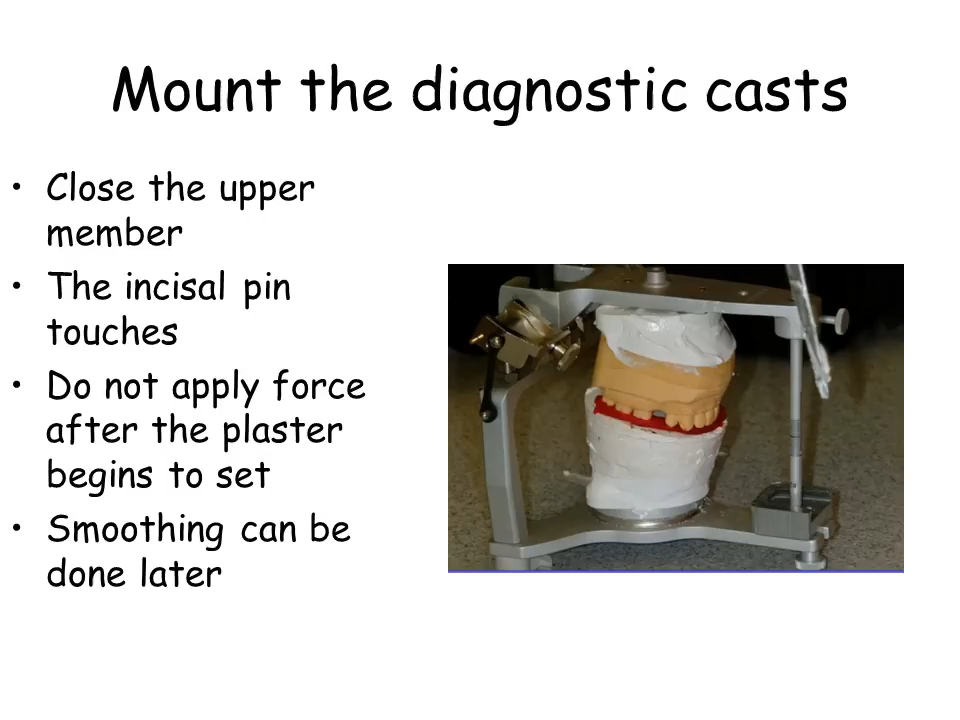 Mount the diagnostic casts
• Close the upper
member
• The incisal pin
touches
• Do not apply force
after the plaster
begins to set
• Smoothing can be
done later